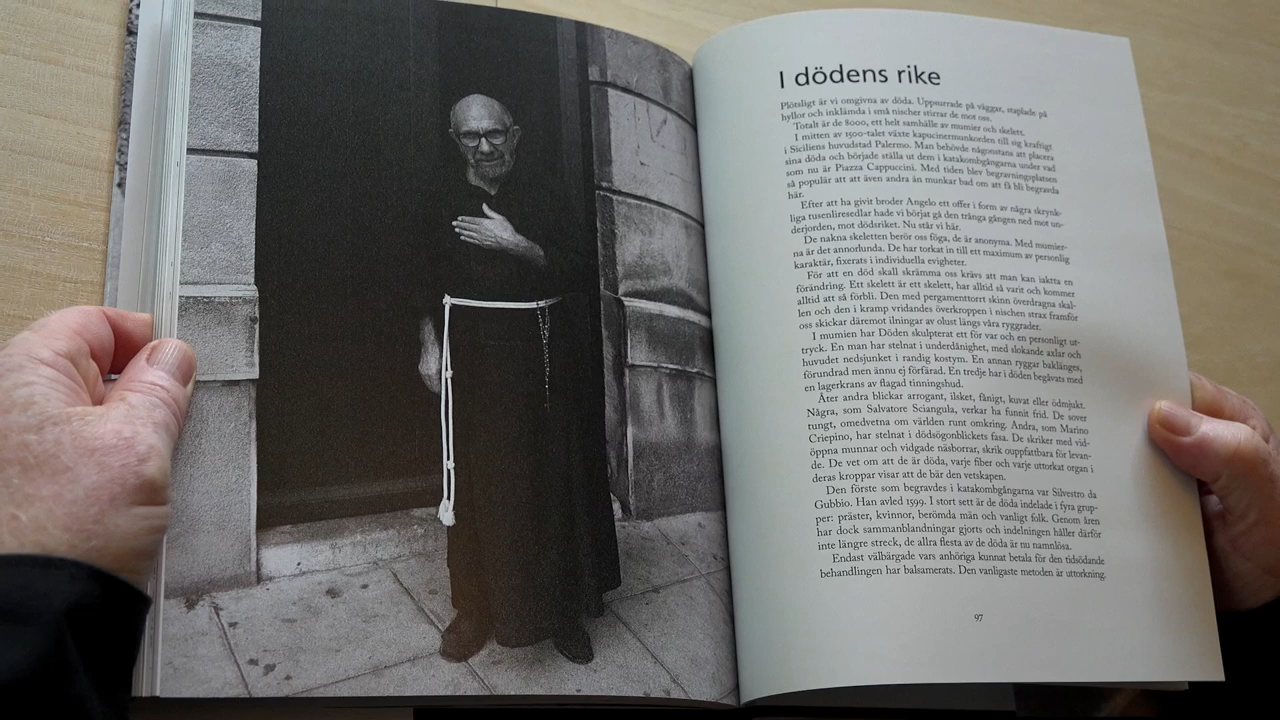 I dödens rike
Plötsligt är vi omgivna av döda. Uppsurrade på väggar, staplade på
hyllor och inklämda i små nischer stirrar de mot oss.
Totalt är de 8000, ett helt samhälle av mumier och skelett.
I mitten av 1500-talet växte kapucinermunkorden till sig kraftigt
i Siciliens huvudstad Palermo. Man behövde någonstans att placera
sina döda och började ställa ut dem i katakombgångarna under vad
som nu är Piazza Cappuccini. Med tiden blev begravningsplatsen
så populär att att även andra än munkar bad om att få bli begravda
här.
Efter att ha givit broder Angelo ett offer i form av några skrynk-
liga tusenliresedlar hade vi börjat gå den trånga gången ned mot un-
derjorden, mot dödsriket. Nu står vi här.
De nakna skeletten berör oss föga, de är anonyma. Med mumier-
na är det annorlunda. De har torkat in till ett maximum av personlig
karaktär, fixerats i individuella evigheter.
För att en död skall skrämma oss krävs att man kan iaktta en
förändring. Ett skelett är ett skelett, har alltid så varit och kommer
alltid att så förbli. Den med pergamenttorrt skinn överdragna skal-
len och den i kramp vridandes överkroppen i nischen strax framför
oss skickar däremot ilningar av olust längs våra ryggrader.
I mumien har Döden skulpterat ett för var och en personligt ut-
tryck. En man har stelnat i underdånighet, med slokande axlar och
huvudet nedsjunket i randig kostym. En annan ryggar baklänges,
förundrad men ännu ej förfärad. En tredje har i döden begåvats med
en lagerkrans av flagad tinningshud.
Åter andra blickar arrogant, ilsket, fånigt, kuvat eller ödmjukt.
Några, som Salvatore Sciangula, verkar ha funnit frid. De sover
tungt, omedvetna om världen runt omkring. Andra, som Marino
Criepino, har stelnat i dödsögonblickets fasa. De skriker med vid-
öppna munnar och vidgade näsborrar, skrik ouppfattbara för levan-
de. De vet om att de är döda, varje fiber och varje uttorkat organ i
deras kroppar visar att de bär den vetskapen.
Den förste som begravdes i katakombgångarna var Silvestro da
Gubbio. Han avled 1599. I stort sett är de döda indelade i fyra grup-
per: präster, kvinnor, berömda män och vanligt folk. Genom åren
har dock sammanblandningar gjorts och indelningen håller därför
inte längre streck, de allra flesta av de döda är nu namnlösa.
Endast välbärgade vars anhöriga kunnat betala för den tidsödande
behandlingen har balsamerats. Den vanligaste metoden är uttorkning.
97